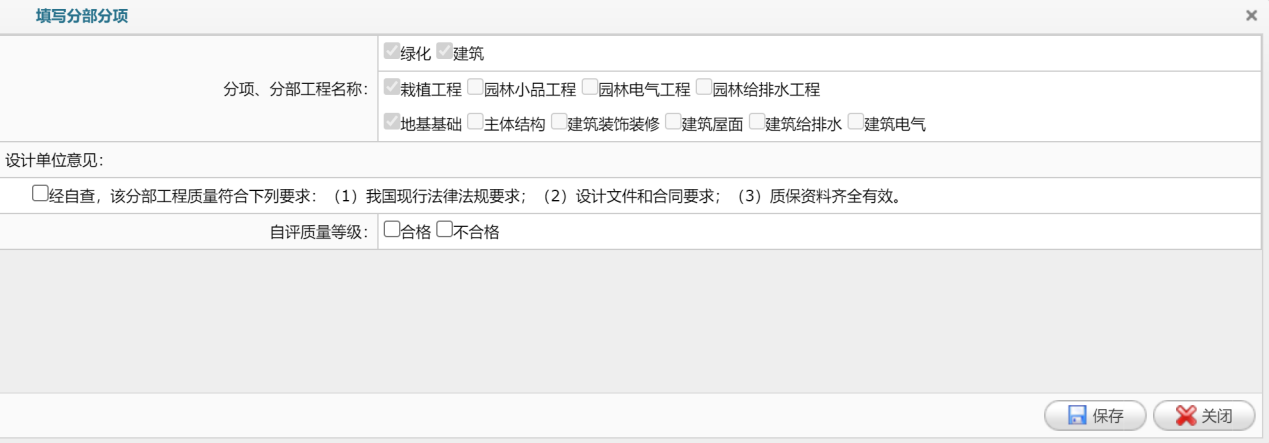 填写分部分项
绿化 建筑
分项、分部工程名称：
栽植工程 园林小品工程 园林电气工程 园林给排水工程
地基基础 主体结构 建筑装饰装修 建筑屋面 建筑给排水 建筑电气
设计单位意见：
经自查，该分部工程质量符合下列要求：（1）我国现行法律法规要求；（2）设计文件和合同要求；（3）质保资料齐全有效。
自评质量等级： 合格 不合格
保存 关闭